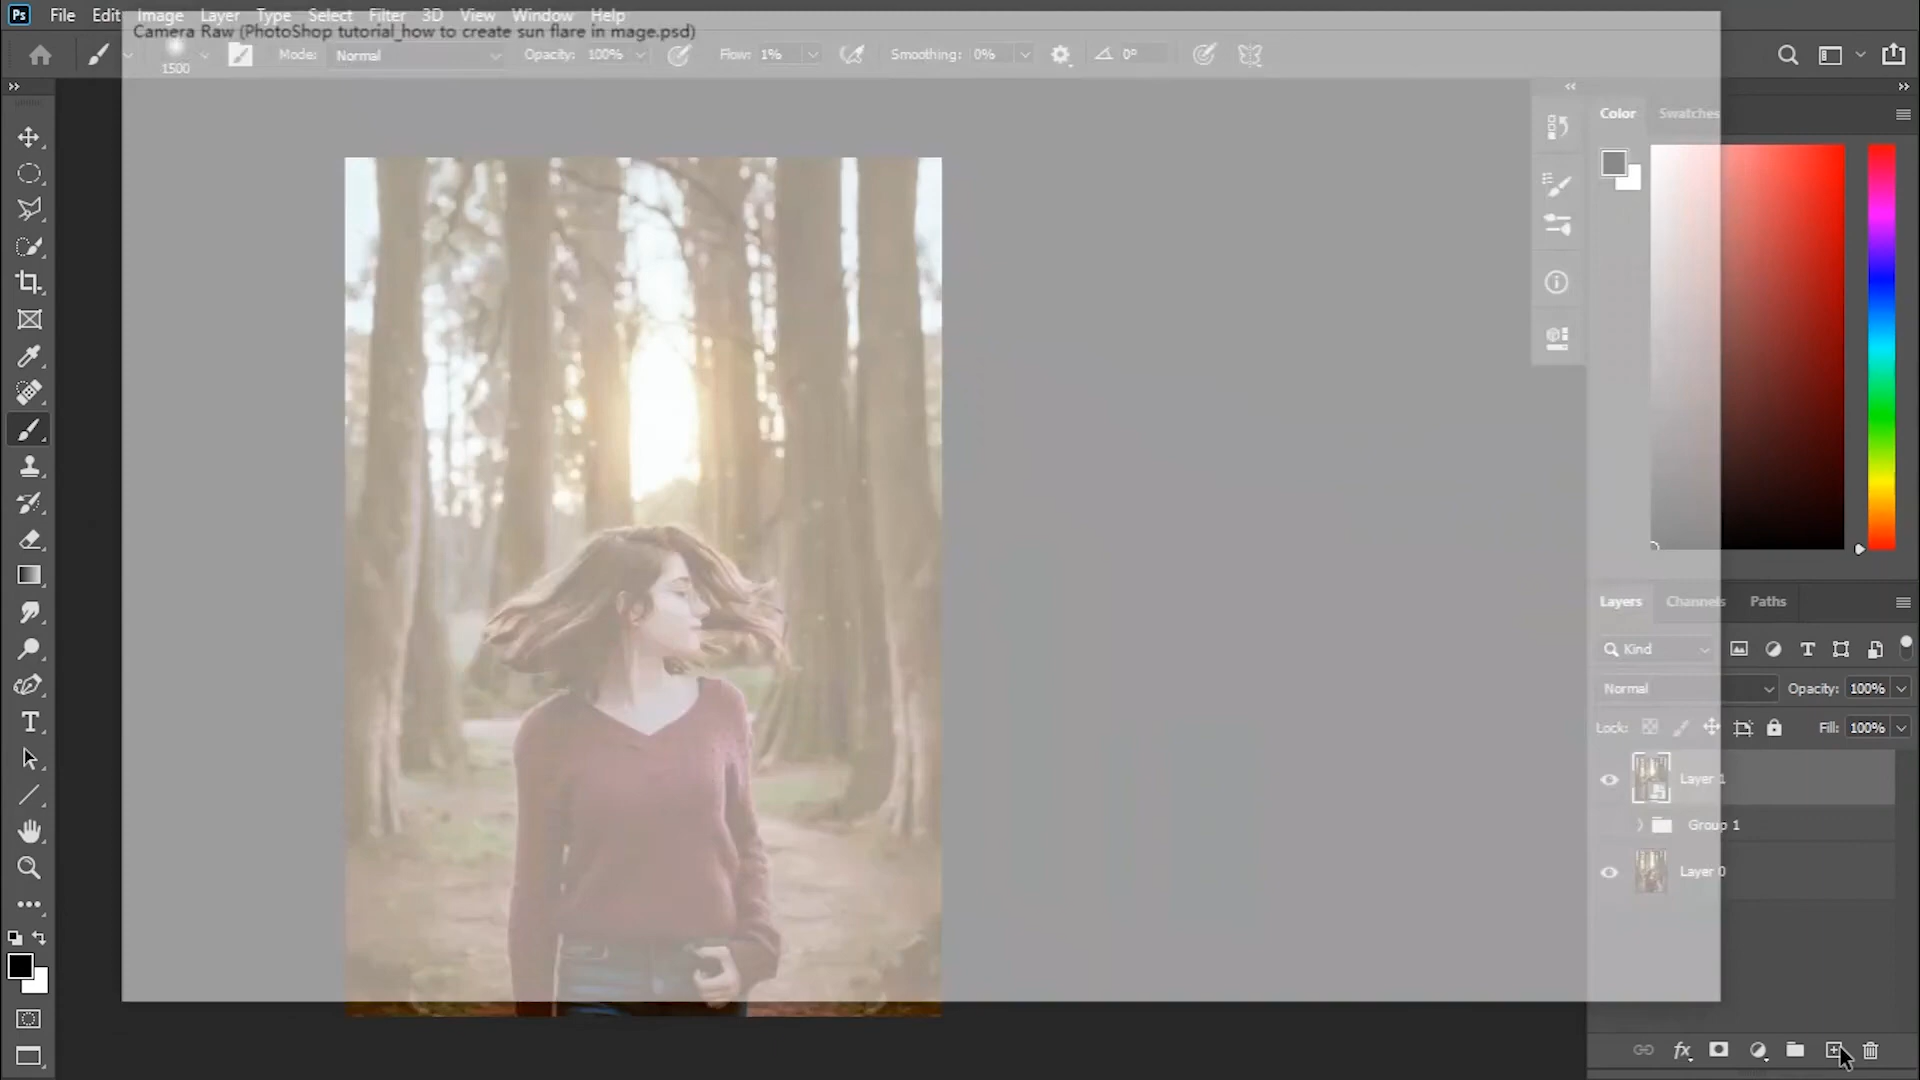 Ps File Edit Image Layer Type Select Filter 3D View Window Help
Camera Raw (PhotoShop tutorial_how to create sun flare in mage.psd)
1500 Mode: Normal Opacity: 100% Flow: 1% Smoothing: 0% 0°
Color Swatches
Layers Channels Paths
Kind
Normal Opacity: 100%
Lock: Fill: 100%
Layer 1
Group 1
Layer 0
fx